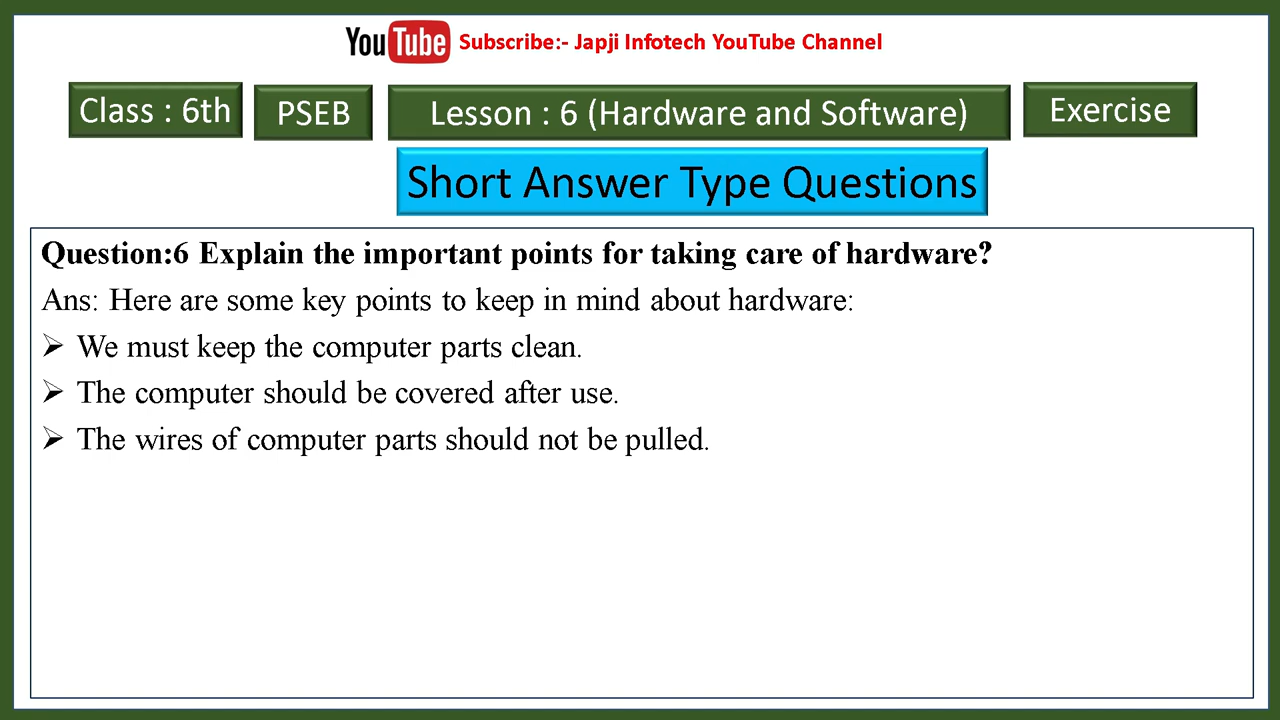 YouTube Subscribe:- Japji Infotech YouTube Channel
Class : 6th PSEB Lesson : 6 (Hardware and Software) Exercise
Short Answer Type Questions
Question:6 Explain the important points for taking care of hardware?
Ans: Here are some key points to keep in mind about hardware:
➢ We must keep the computer parts clean.
➢ The computer should be covered after use.
➢ The wires of computer parts should not be pulled.